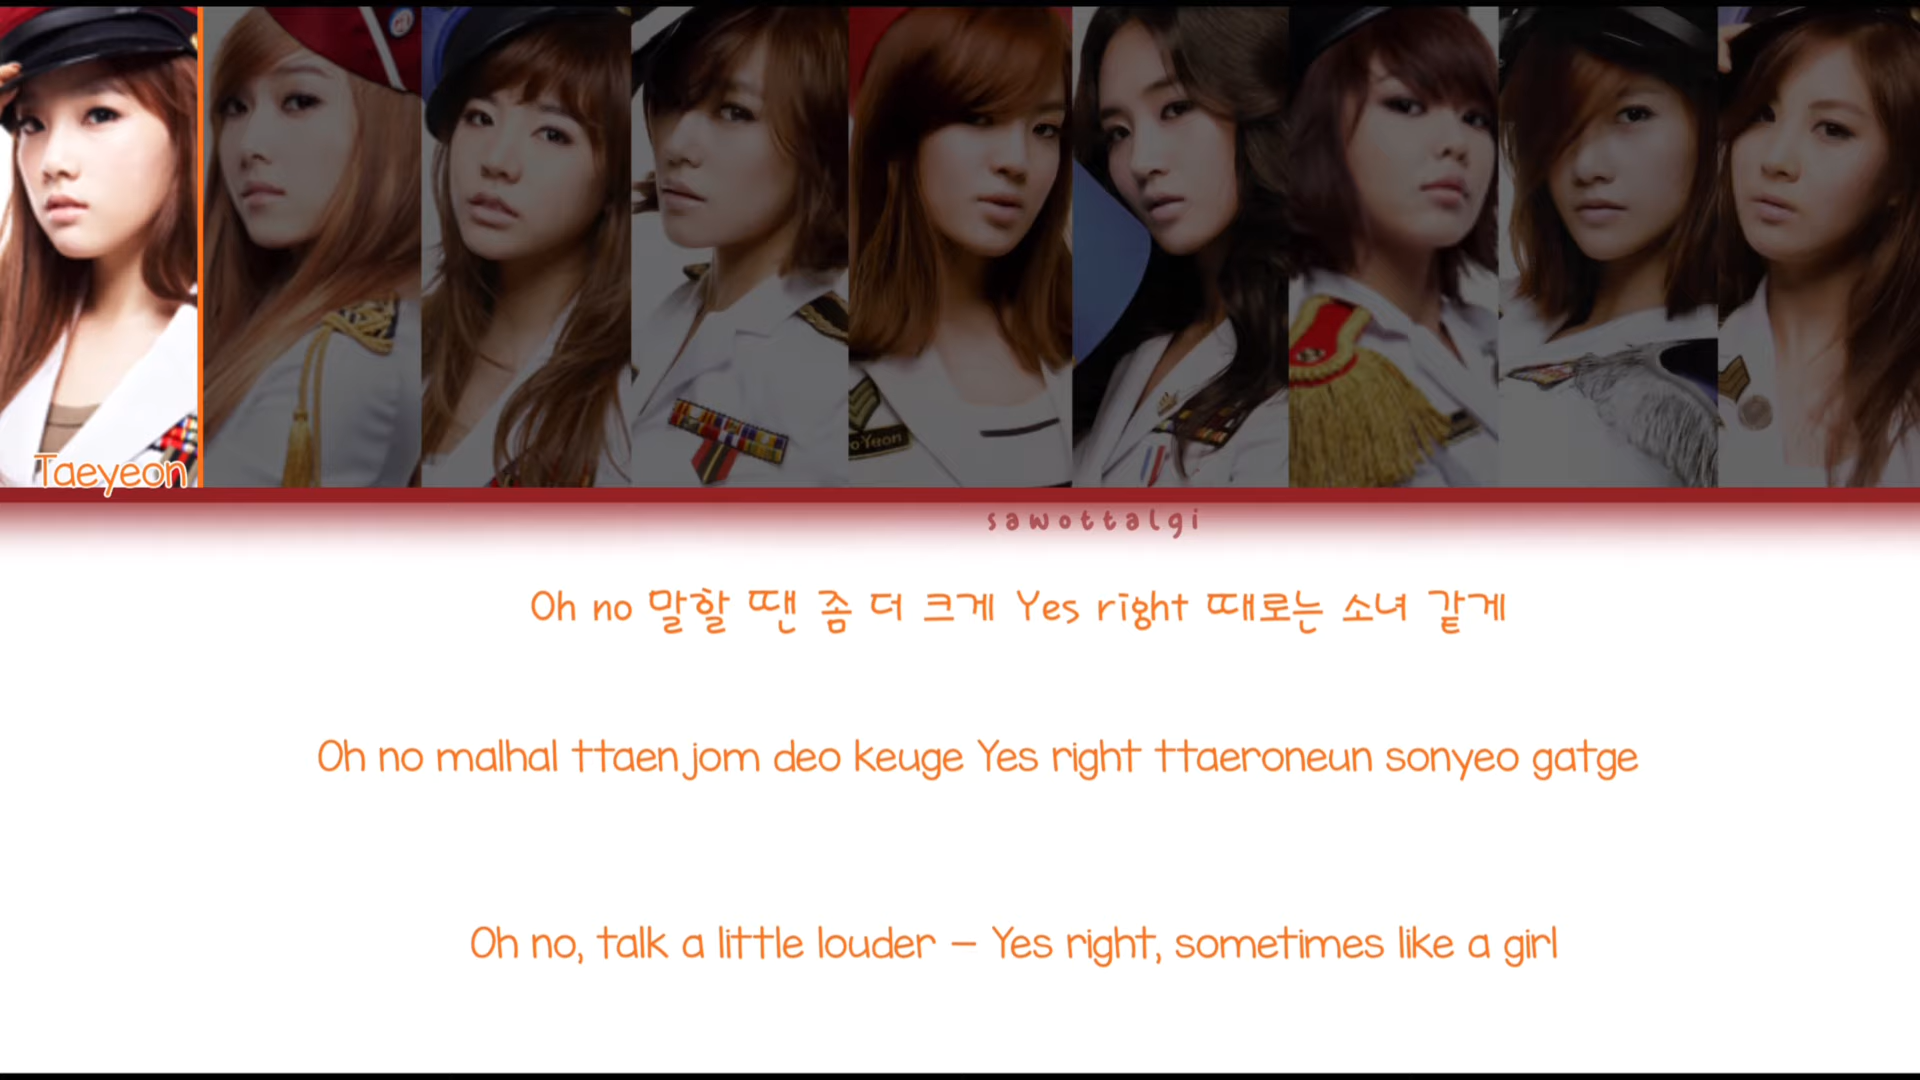 oYeon
Taeyeon
sawottalgi
Oh no 말할 땐 좀 더 크게 Yes right 때로는 소녀 같게
Oh no malhal ttaen jom deo keuge Yes right ttaeroneun sonyeo gatge
Oh no, talk a little louder – Yes right, sometimes like a girl